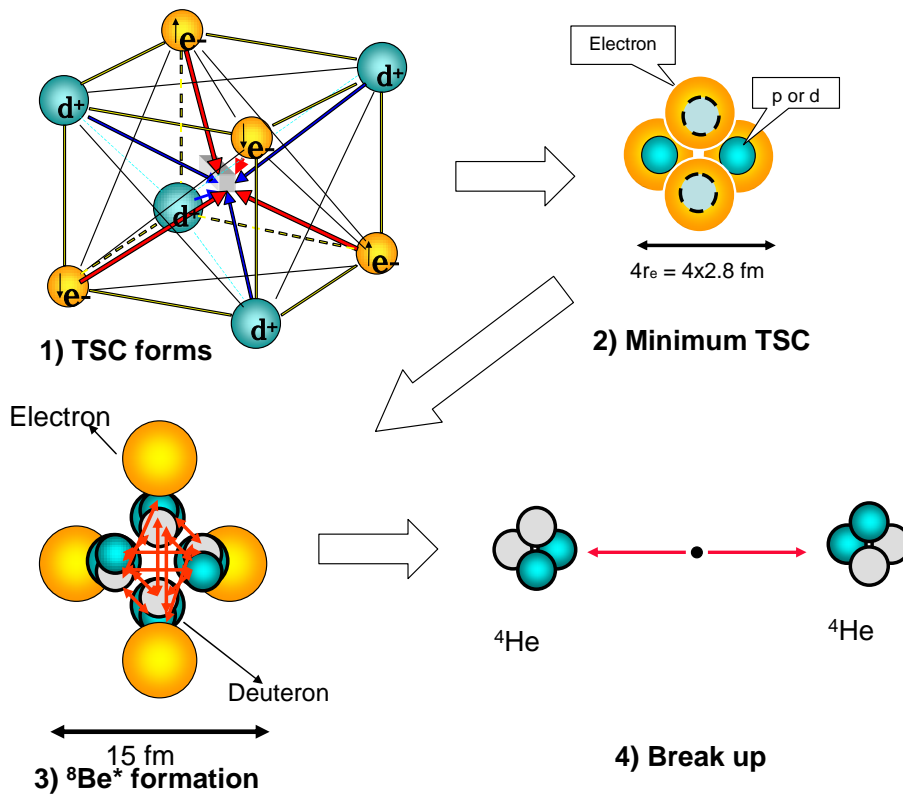 e-
d+
d+
e-
d+
e-
e-
d+
1) TSC forms
Electron
p or d
4re = 4x2.8 fm
2) Minimum TSC
Electron
Deuteron
15 fm
3) ⁸Be* formation
⁴He
⁴He
4) Break up